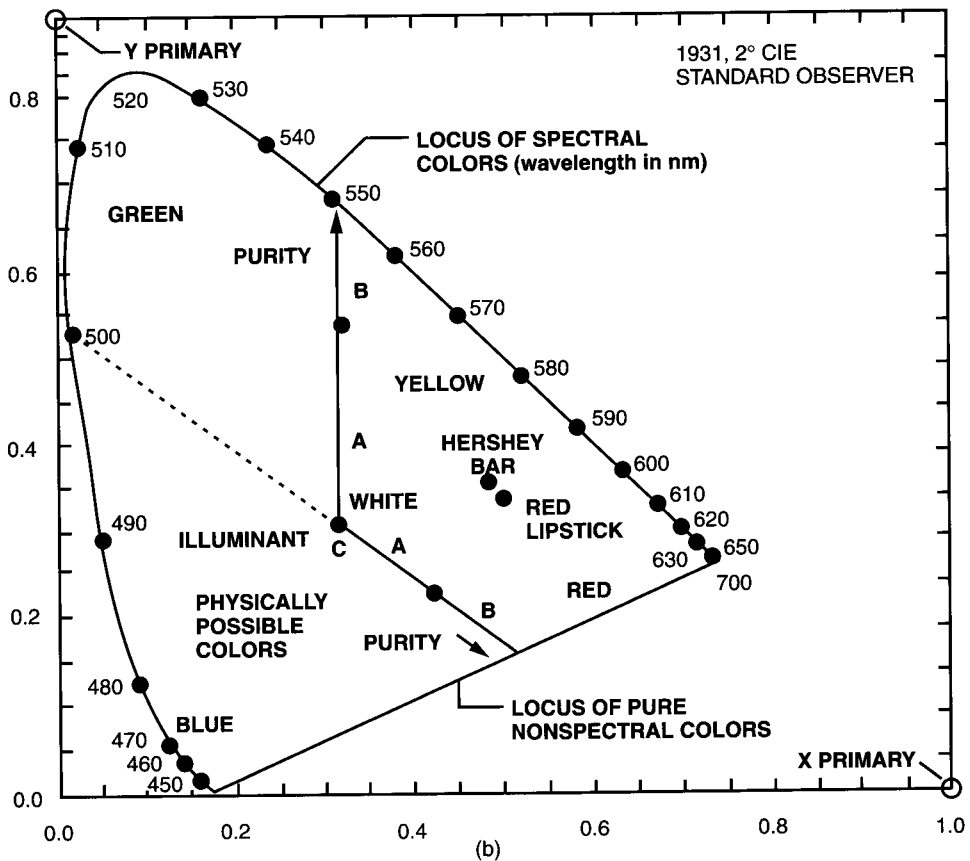 Y PRIMARY
1931, 2° CIE
STANDARD OBSERVER
0.8
520
530
510
540
LOCUS OF SPECTRAL
COLORS (wavelength in nm)
550
GREEN
PURITY
560
0.6
B
570
500
580
YELLOW
590
0.4
A
HERSHEY
BAR
600
610
WHITE
RED
LIPSTICK
620
490
ILLUMINANT
C
A
630
650
700
RED
PHYSICALLY
POSSIBLE
COLORS
B
0.2
PURITY
480
LOCUS OF PURE
NONSPECTRAL COLORS
BLUE
470
460
450
X PRIMARY
0.0
0.0
0.2
0.4
0.6
0.8
1.0
(b)